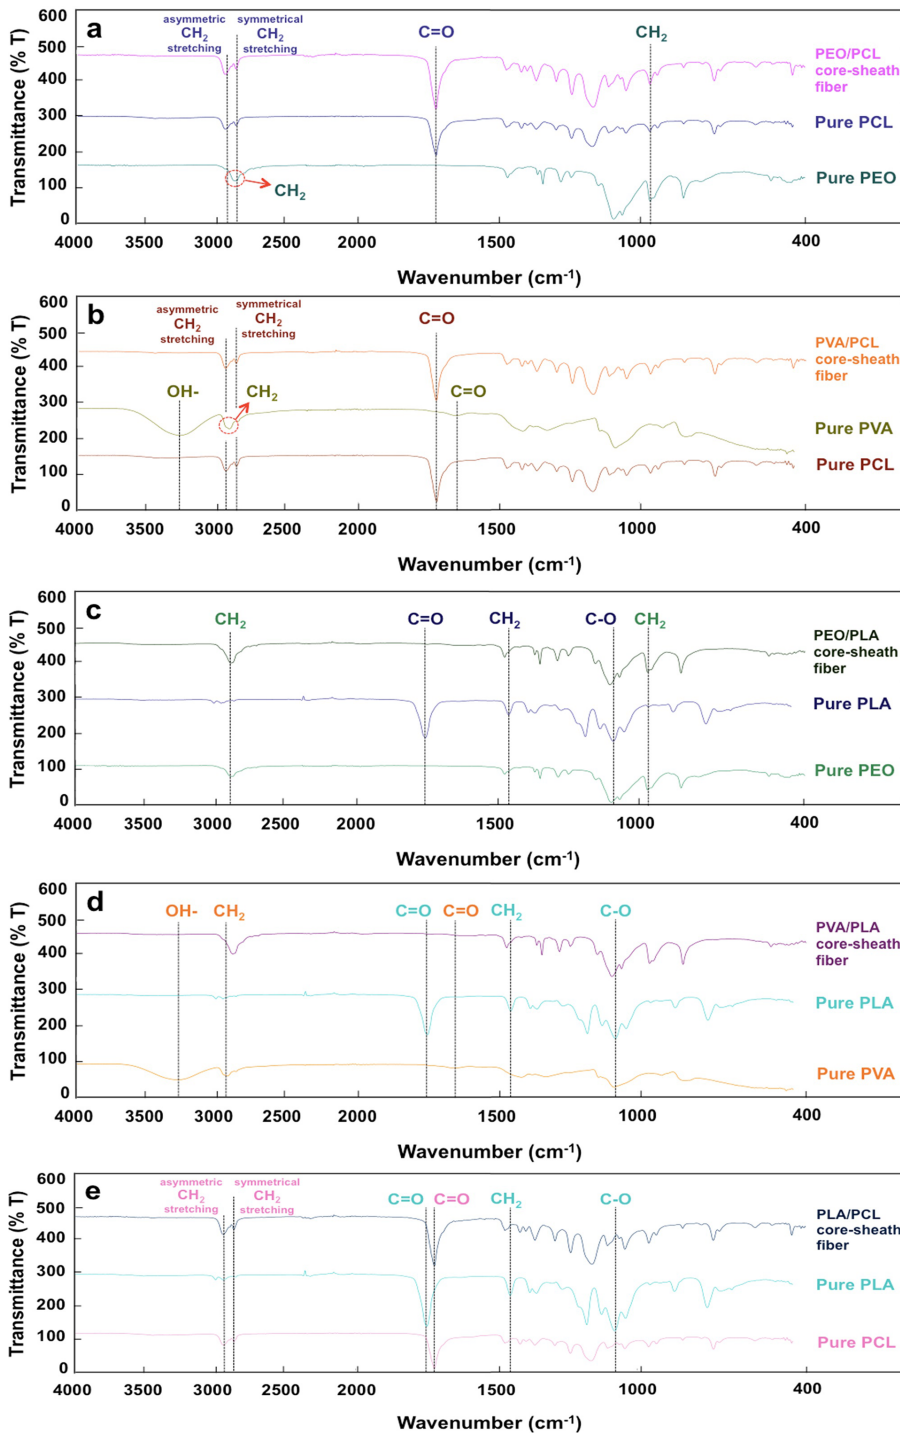 a
asymmetric
CH2
stretching
symmetrical
CH2
stretching
C=O
CH2
Transmittance (% T)
600
500
400
300
200
100
0
PEO/PCL
core-sheath
fiber
Pure PCL
Pure PEO
CH2
4000 3500 3000 2500 2000 1500 1000 400
Wavenumber (cm-1)
b
asymmetric
CH2
stretching
symmetrical
CH2
stretching
C=O
Transmittance (% T)
600
500
400
300
200
100
0
OH-
CH2
C=O
PVA/PCL
core-sheath
fiber
Pure PVA
Pure PCL
4000 3500 3000 2500 2000 1500 1000 400
Wavenumber (cm-1)
c
CH2 C=O CH2 C-O CH2
Transmittance (% T)
600
500
400
300
200
100
0
PEO/PLA
core-sheath
fiber
Pure PLA
Pure PEO
4000 3500 3000 2500 2000 1500 1000 400
Wavenumber (cm-1)
d
OH- CH2 C=O C=O CH2 C-O
Transmittance (% T)
600
500
400
300
200
100
0
PVA/PLA
core-sheath
fiber
Pure PLA
Pure PVA
4000 3500 3000 2500 2000 1500 1000 400
Wavenumber (cm-1)
e
asymmetric
CH2
stretching
symmetrical
CH2
stretching
C=O C=O CH2 C-O
Transmittance (% T)
600
500
400
300
200
100
0
PLA/PCL
core-sheath
fiber
Pure PLA
Pure PCL
4000 3500 3000 2500 2000 1500 1000 400
Wavenumber (cm-1)